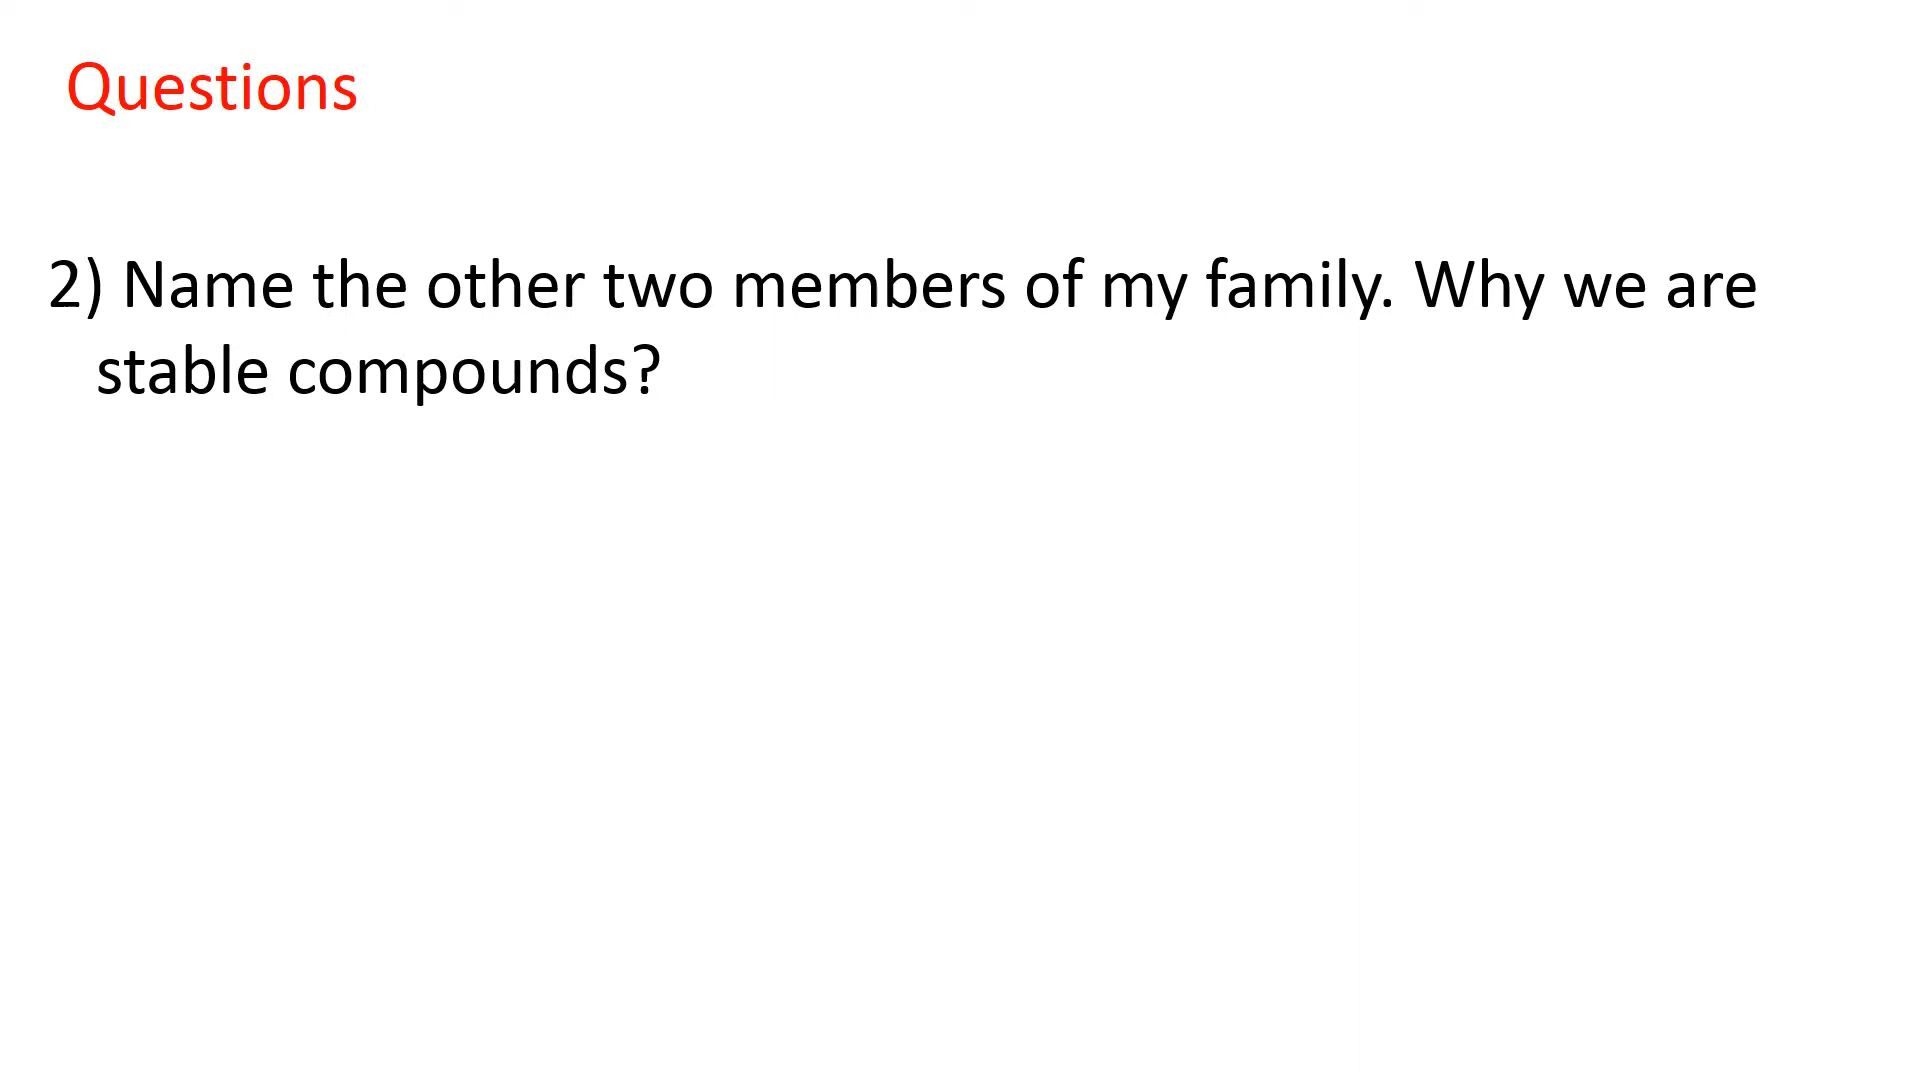 Questions
2) Name the other two members of my family. Why we are
stable compounds?